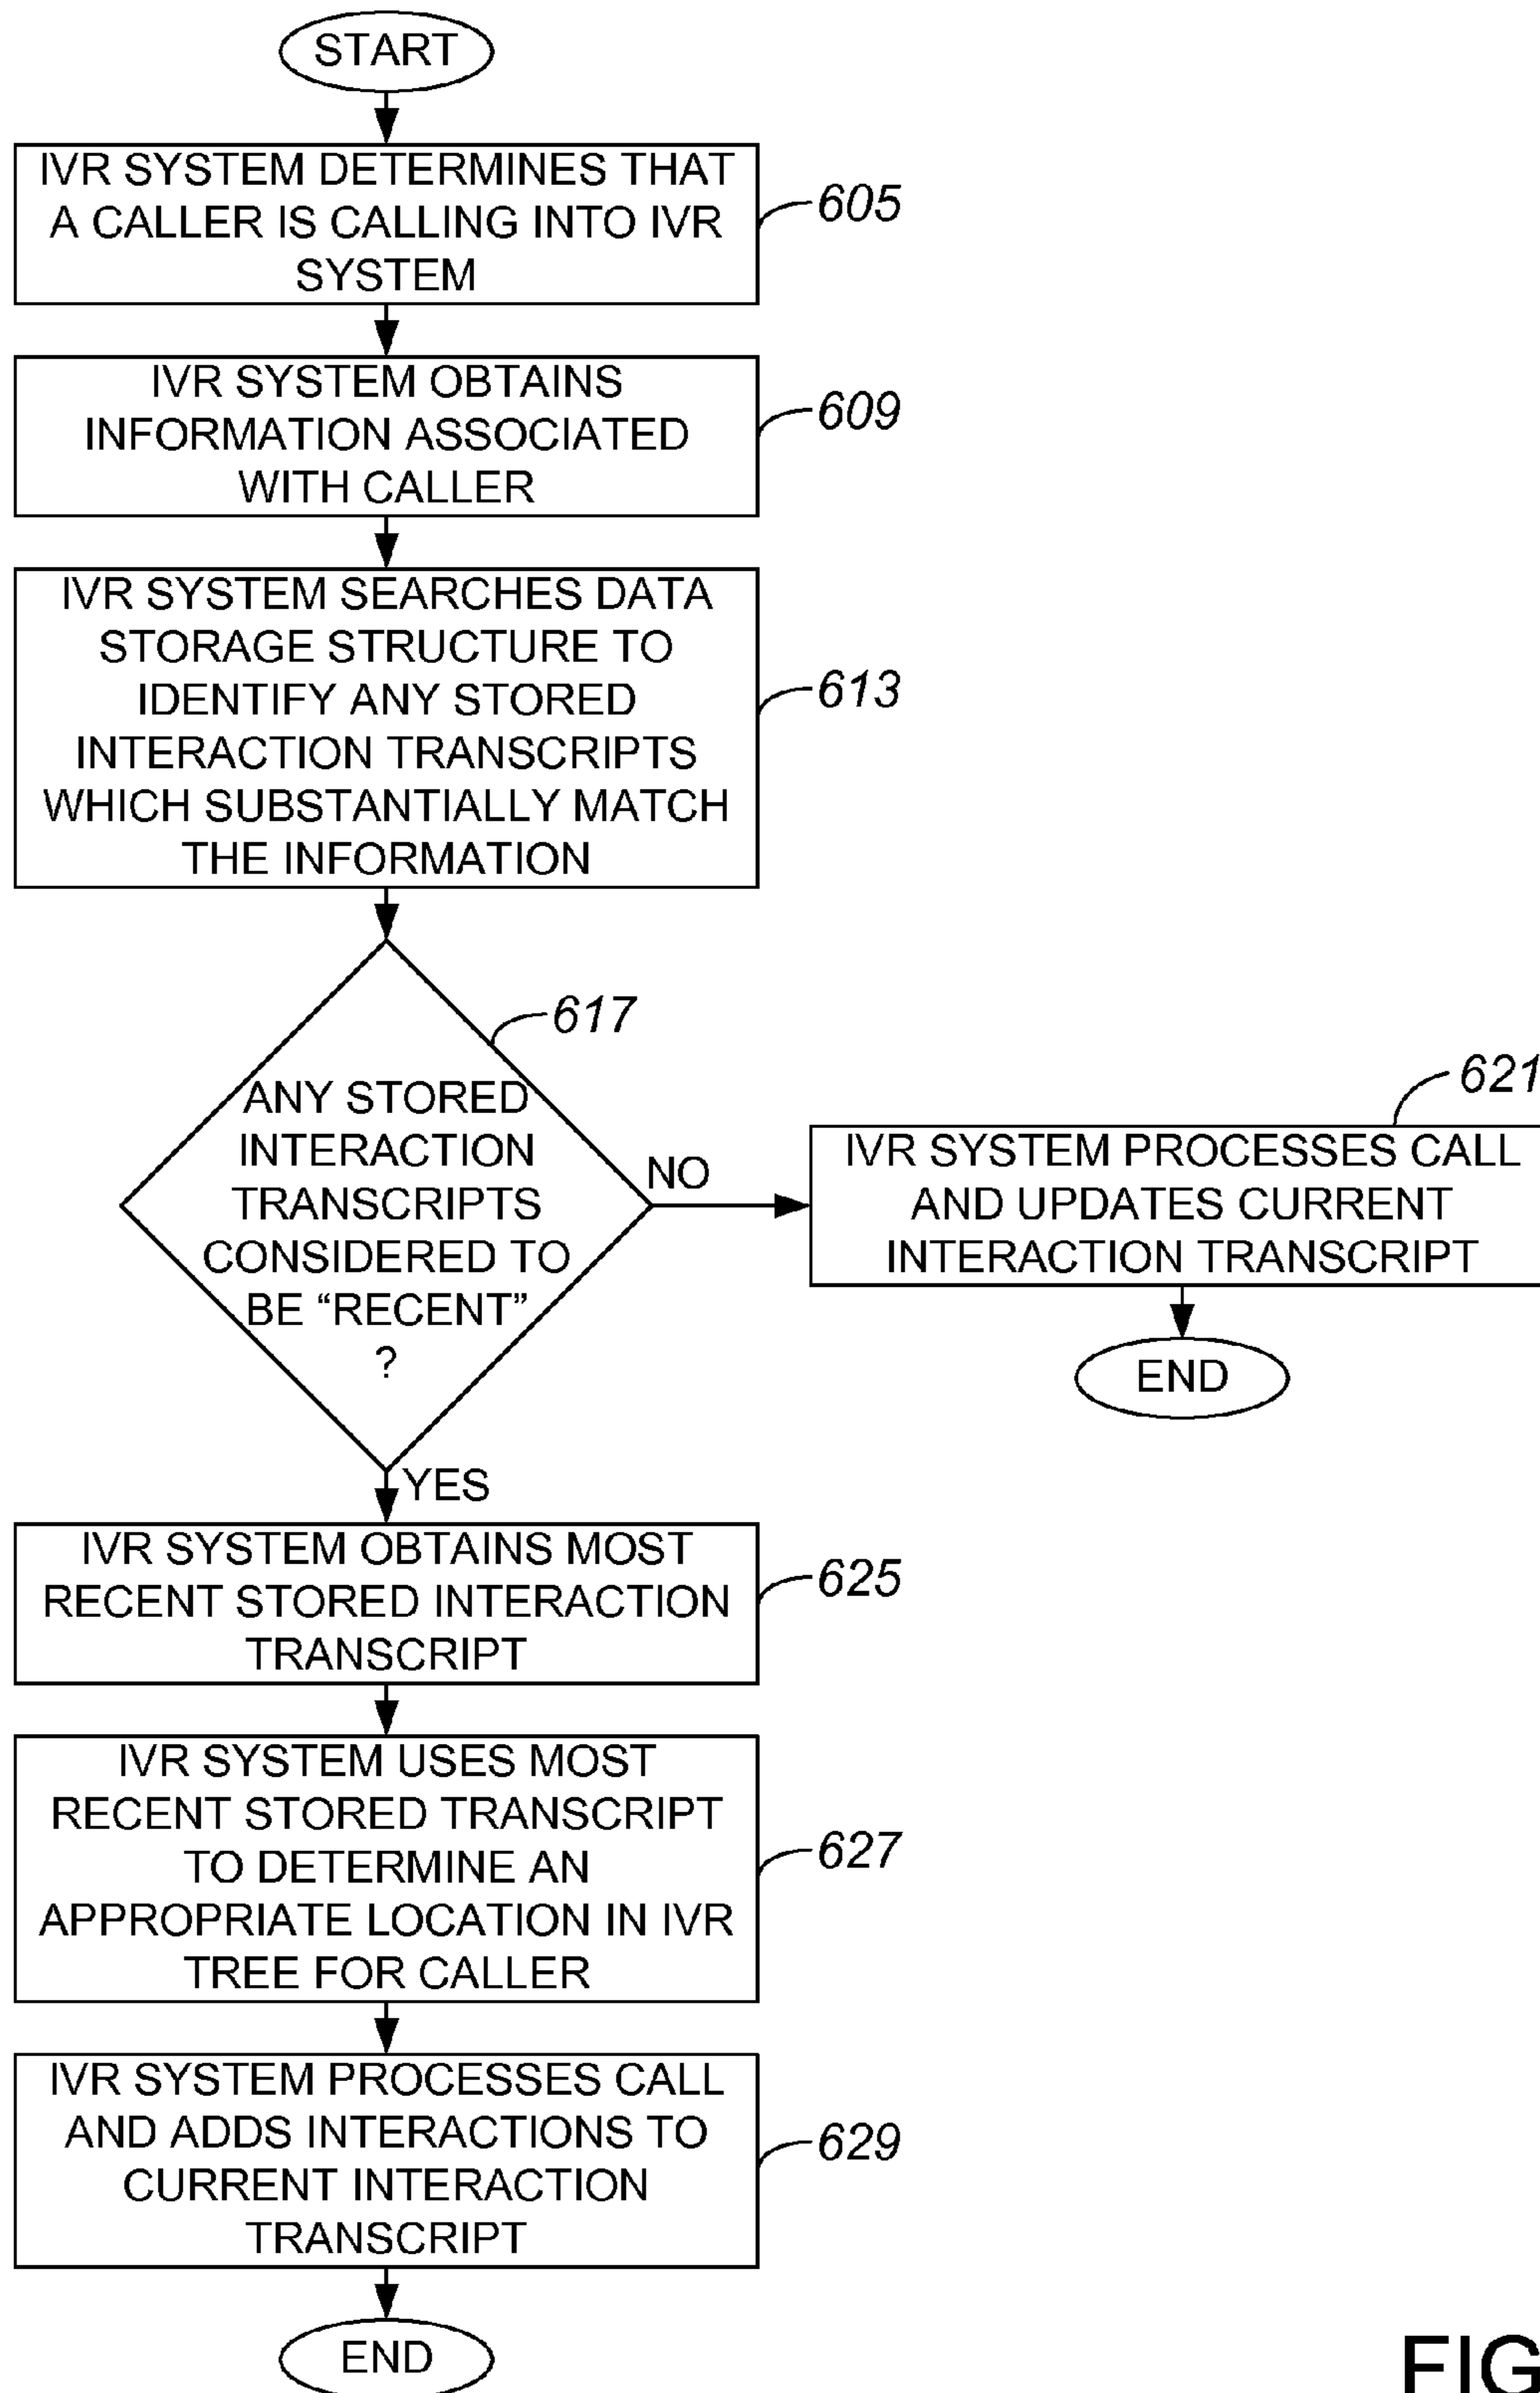 START
IVR SYSTEM DETERMINES THAT
A CALLER IS CALLING INTO IVR
SYSTEM
605
IVR SYSTEM OBTAINS
INFORMATION ASSOCIATED
WITH CALLER
609
IVR SYSTEM SEARCHES DATA
STORAGE STRUCTURE TO
IDENTIFY ANY STORED
INTERACTION TRANSCRIPTS
WHICH SUBSTANTIALLY MATCH
THE INFORMATION
613
617
ANY STORED
INTERACTION
TRANSCRIPTS
CONSIDERED TO
BE “RECENT”
?
NO
621
IVR SYSTEM PROCESSES CALL
AND UPDATES CURRENT
INTERACTION TRANSCRIPT
END
YES
IVR SYSTEM OBTAINS MOST
RECENT STORED INTERACTION
TRANSCRIPT
625
IVR SYSTEM USES MOST
RECENT STORED TRANSCRIPT
TO DETERMINE AN
APPROPRIATE LOCATION IN IVR
TREE FOR CALLER
627
IVR SYSTEM PROCESSES CALL
AND ADDS INTERACTIONS TO
CURRENT INTERACTION
TRANSCRIPT
629
END
FIG